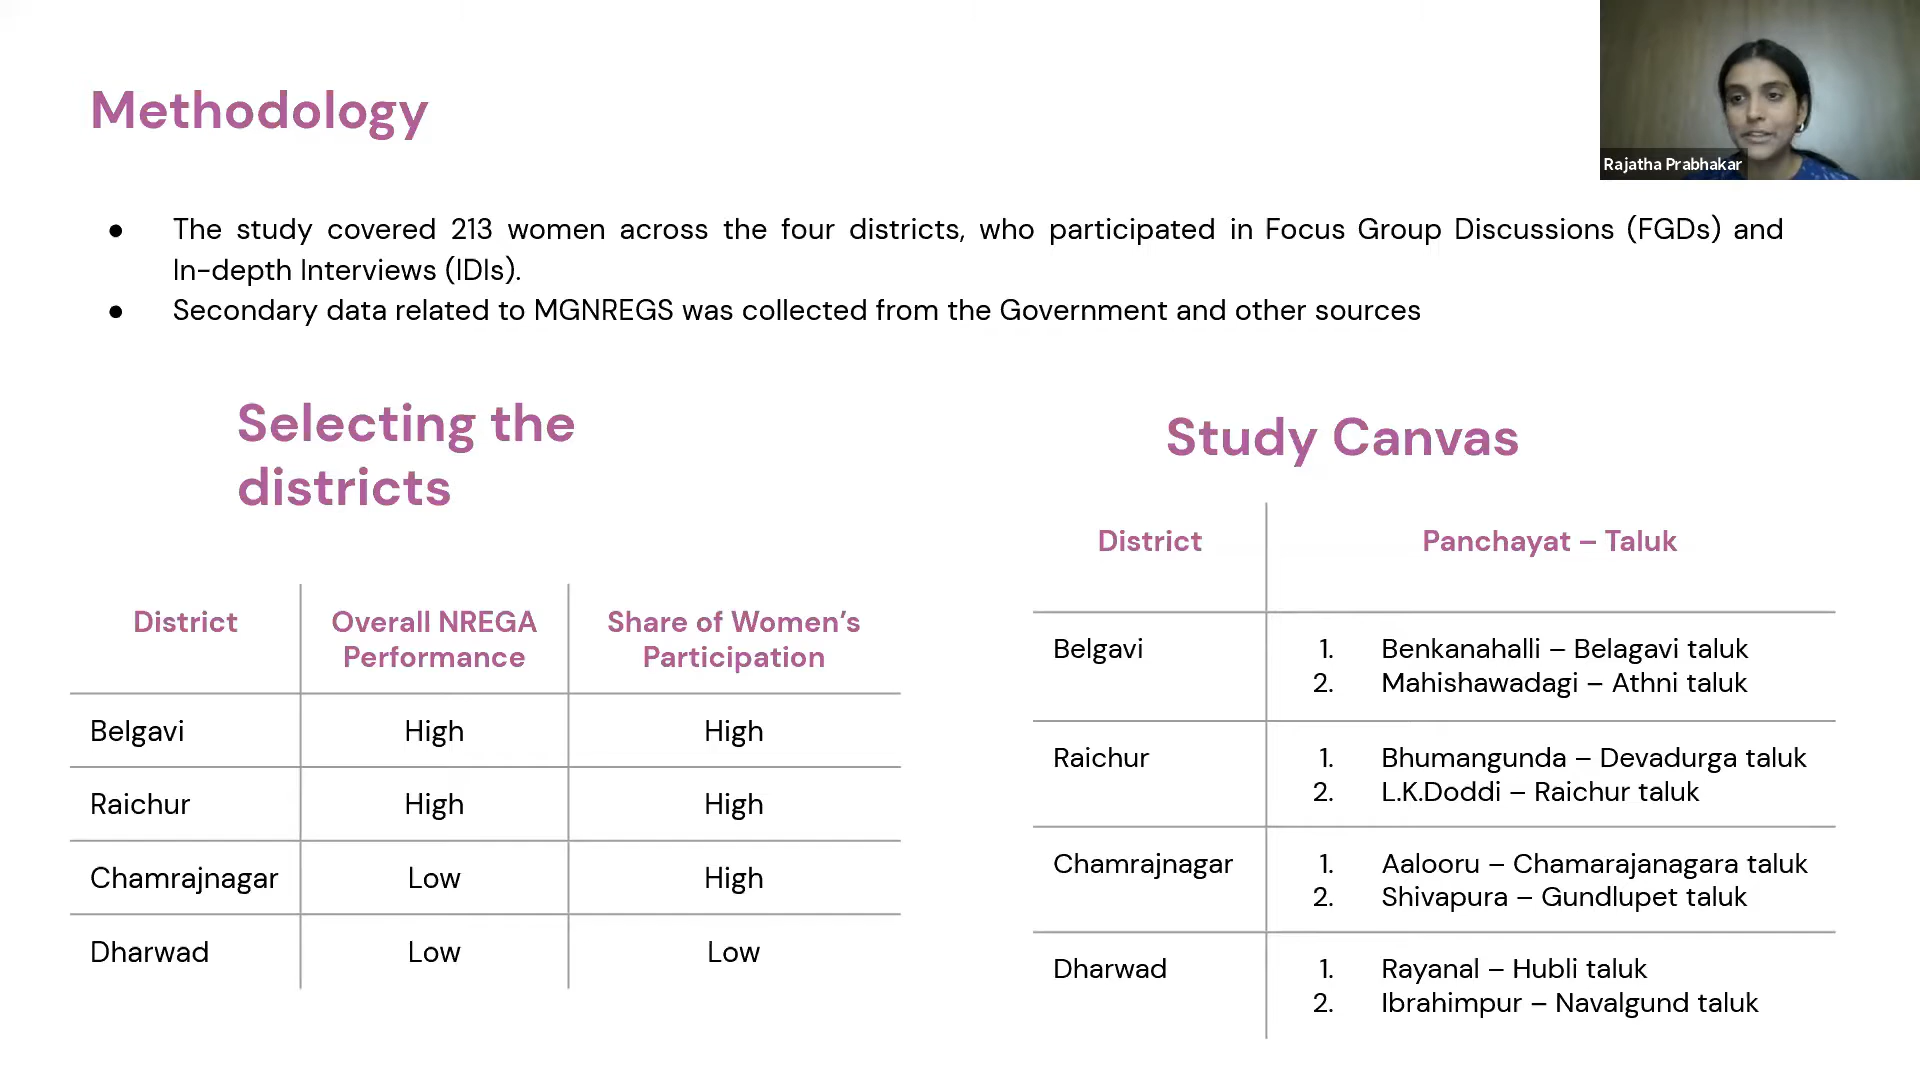 Methodology
Rajatha Prabhakar
● The study covered 213 women across the four districts, who participated in Focus Group Discussions (FGDs) and
In-depth Interviews (IDIs).
● Secondary data related to MGNREGS was collected from the Government and other sources
Selecting the
districts
District Overall NREGA Share of Women’s
Performance Participation
Belgavi High High
Raichur High High
Chamrajnagar Low High
Dharwad Low Low
Study Canvas
District Panchayat – Taluk
Belgavi 1. Benkanahalli – Belagavi taluk
2. Mahishawadagi – Athni taluk
Raichur 1. Bhumangunda – Devadurga taluk
2. L.K.Doddi – Raichur taluk
Chamrajnagar 1. Aalooru – Chamarajanagara taluk
2. Shivapura – Gundlupet taluk
Dharwad 1. Rayanal – Hubli taluk
2. Ibrahimpur – Navalgund taluk